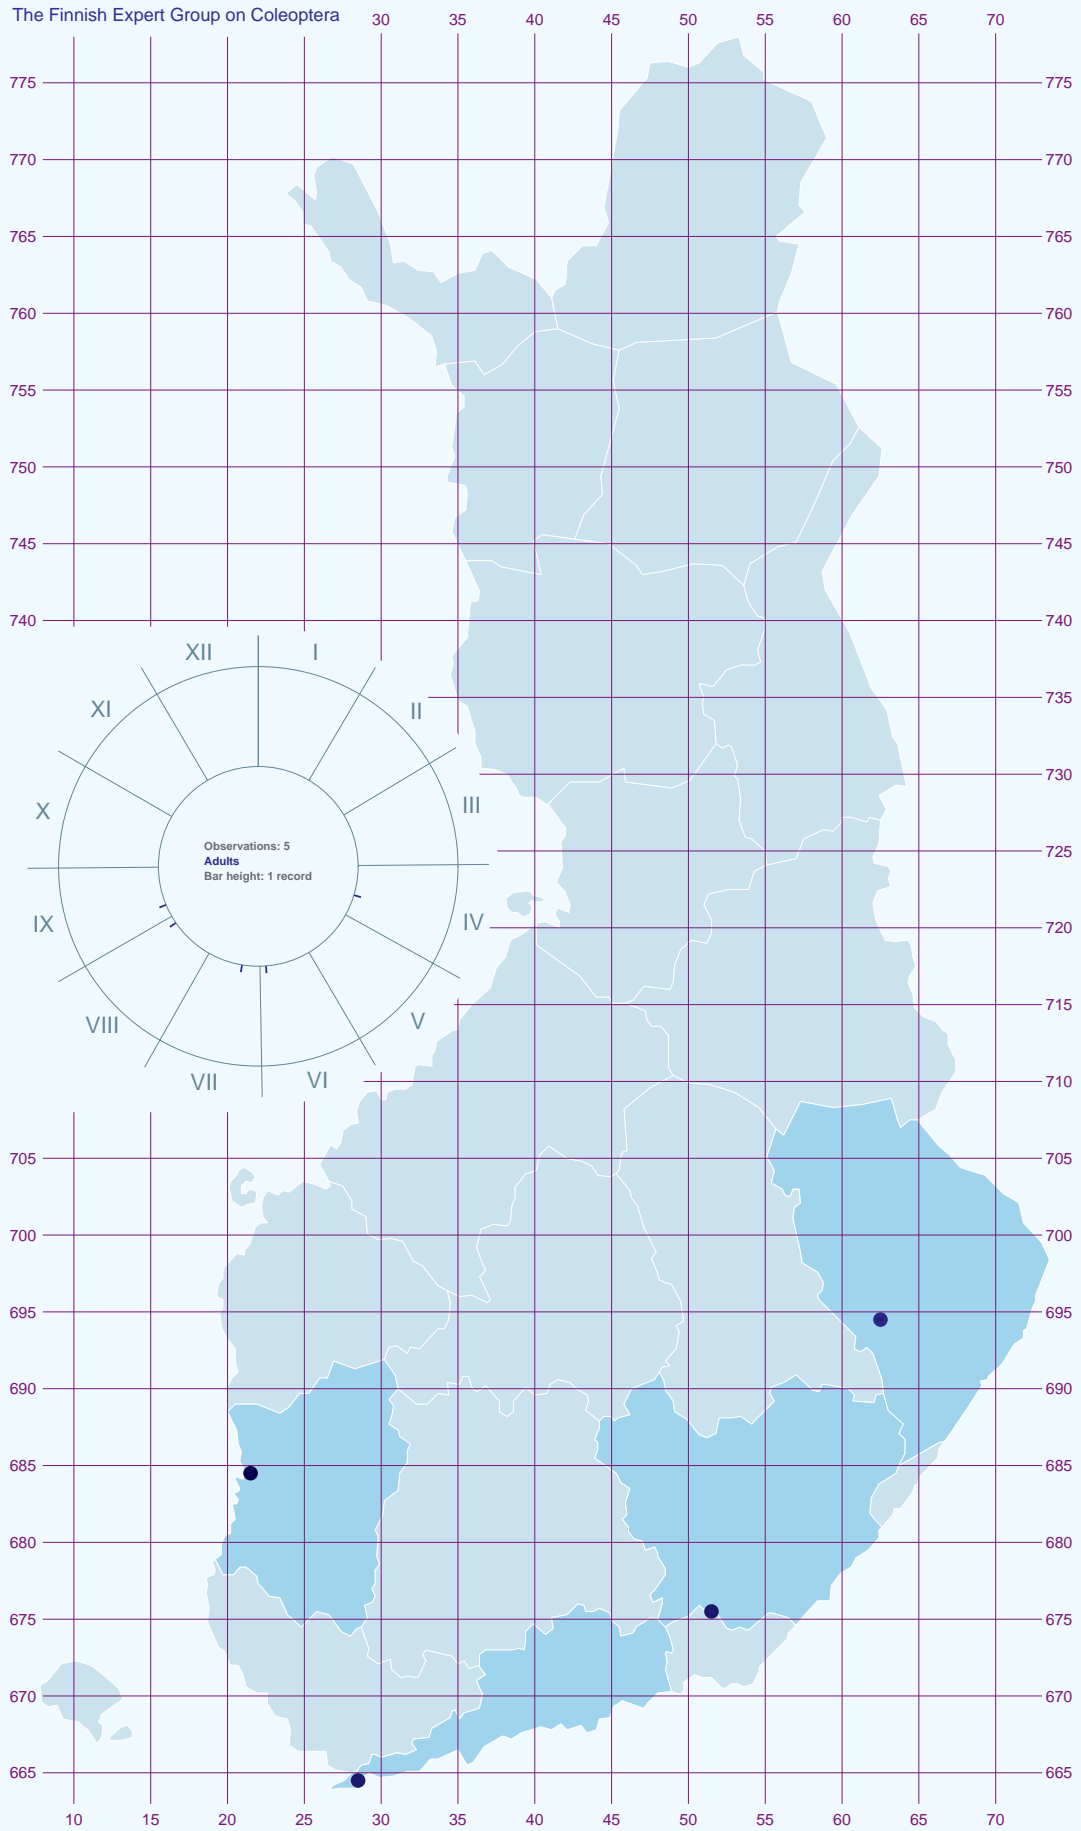 The Finnish Expert Group on Coleoptera
30 40 50 60 70
35 45 55 65
775 775
770 770
765 765
760 760
755 755
750 750
745 745
740 740
XII I
XI II
735
730
X III
725
Observations: 5
Adults
Bar height: 1 record
IX IV
720
VIII V
715
VII VI
710
705 705
700 700
695 695
690 690
685 685
680 680
675 675
670 670
665 665
10 15 20 25 30 35 40 45 50 55 60 65 70